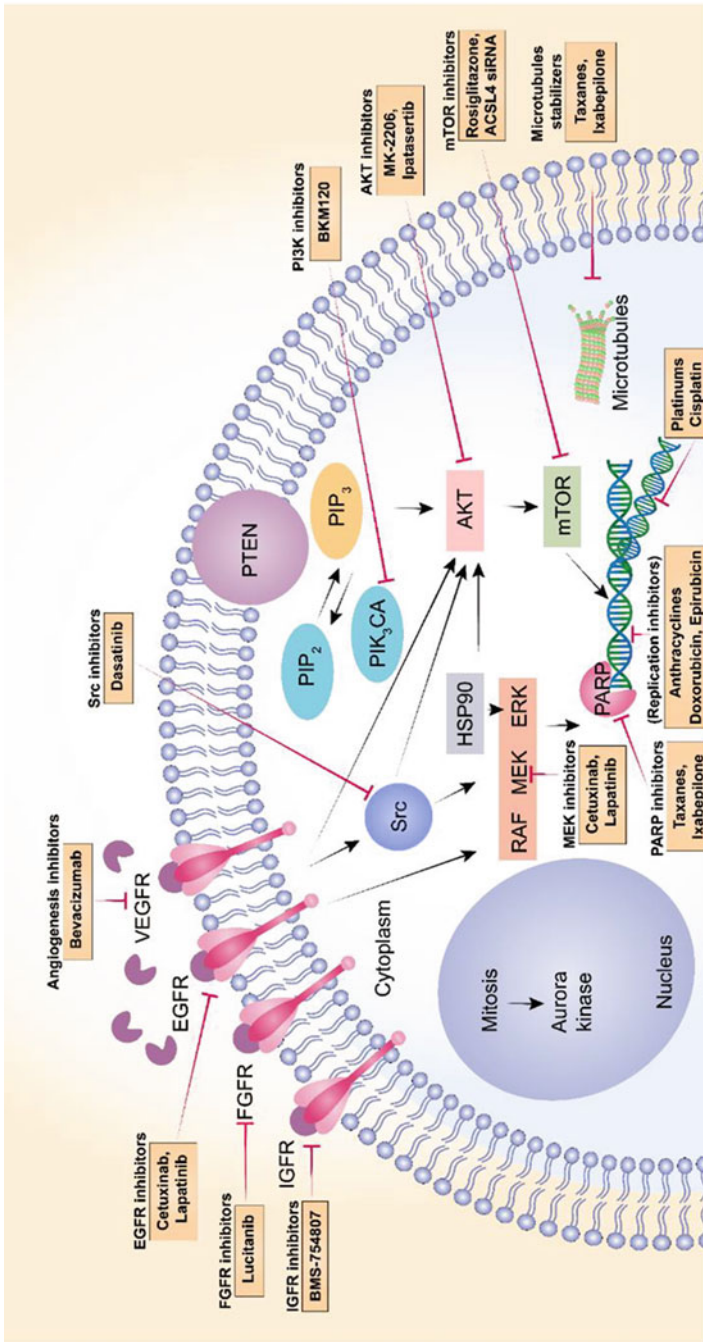 Angiogenesis inhibitors
Bevacizumab
VEGFR
EGFR inhibitors
Cetuxinab,
Lapatinib
EGFR
FGFR inhibitors
Lucitanib
FGFR
IGFR inhibitors
BMS-754807
IGFR
Src inhibitors
Dasatinib
PI3K inhibitors
BKM120
AKT inhibitors
MK-2206,
Ipatasertib
mTOR inhibitors
Rosiglitazone,
ACSL4 siRNA
Microtubules
stabilizers
Taxanes,
Ixabepilone
PTEN
PIP2
PIP3
PIK3CA
Cytoplasm
Src
HSP90
AKT
RAF MEK ERK
mTOR
Microtubules
MEK inhibitors
Cetuxinab,
Lapatinib
Mitosis
Aurora
kinase
Nucleus
PARP
PARP inhibitors
Taxanes,
Ixabepilone
(Replication inhibitors)
Anthracyclines
Doxorubicin, Epirubicin
Platinums
Cisplatin